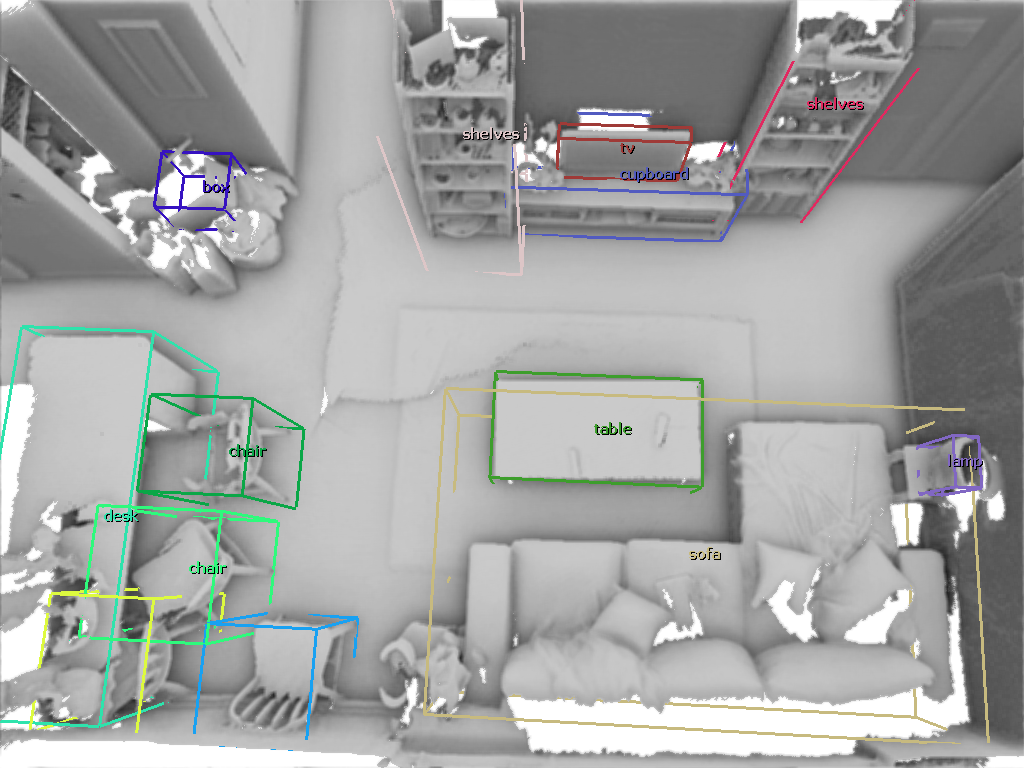 shelves
shelves
tv
cupboard
box
table
chair
lamp
desk
sofa
chair